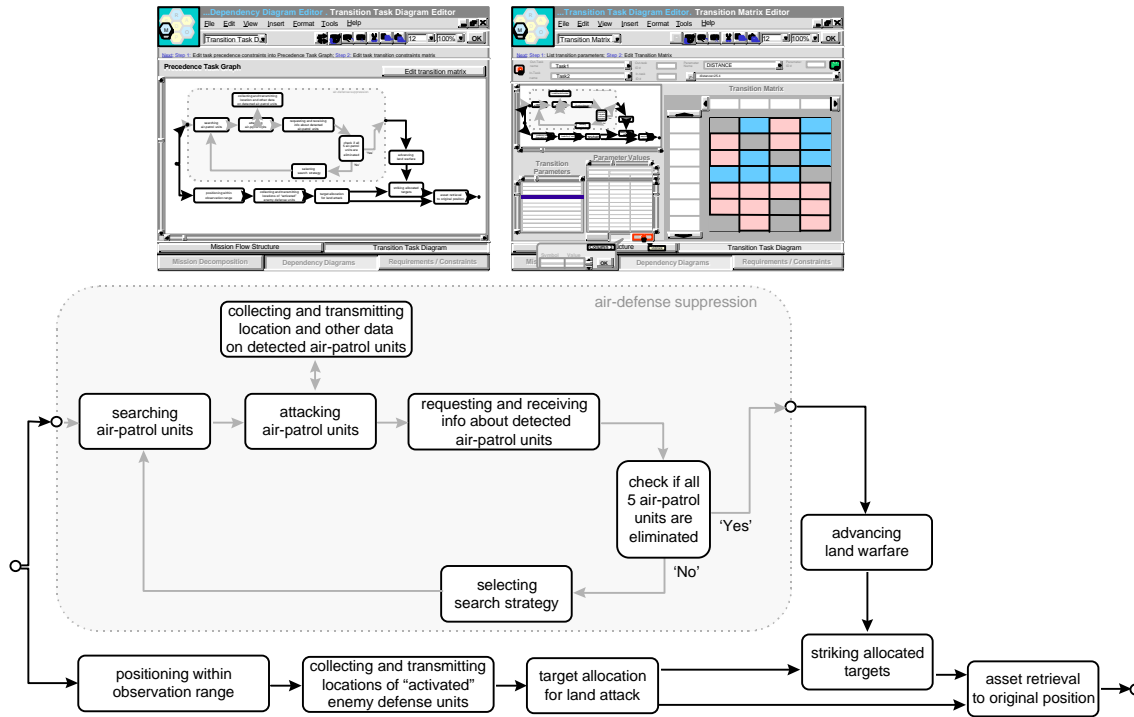 ...Dependency Diagram Editor . Transition Task Diagram Editor
File Edit View Insert Format Tools Help
Transition Task D
12
100%
OK
Next: Step 1: Edit task precedence constraints into Precedence Task Graph; Step 2: Edit task transition constraints matrix
Precedence Task Graph
Edit transition matrix
Mission Flow Structure
Transition Task Diagram
Mission Decomposition
Dependency Diagrams
Requirements / Constraints
...Transition Task Diagram Editor. Transition Matrix Editor
File Edit View Insert Format Tools Help
Transition Matrix
12
100%
OK
Next: Step 1: List transition parameters; Step 2: Edit Transition Matrix
Task1
DISTANCE
Task2
Transition Matrix
Transition
Parameters
Parameter Values
Symbol Value
OK
Transition Task Diagram
Dependency Diagrams
Requirements / Constraints
air-defense suppression
collecting and transmitting
location and other data
on detected air-patrol units
searching
air-patrol units
attacking
air-patrol units
requesting and receiving
info about detected
air-patrol units
check if all
5 air-patrol
units are
eliminated
‘Yes’
‘No’
selecting
search strategy
advancing
land warfare
positioning within
observation range
collecting and transmitting
locations of “activated”
enemy defense units
target allocation
for land attack
striking allocated
targets
asset retrieval
to original position